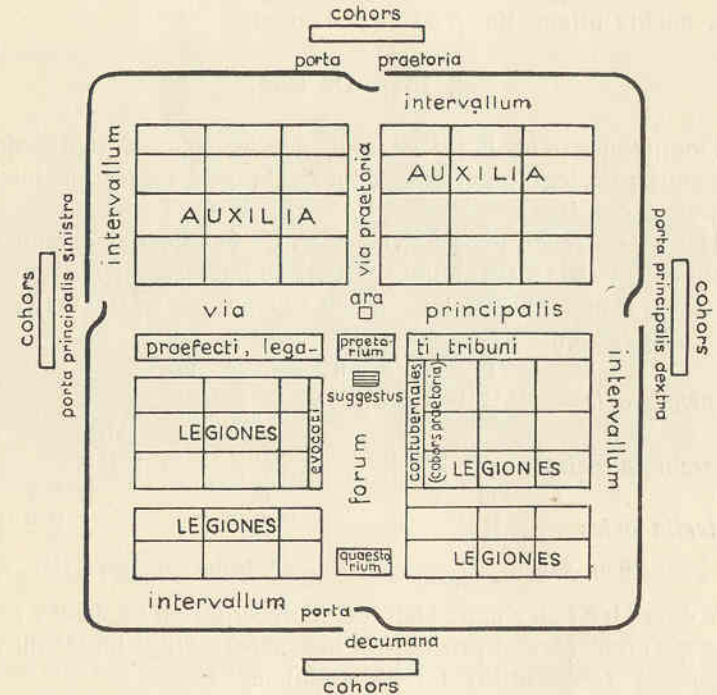 cohors
porta praetoria
intervallum
intervallum
AUXILIA
via praetoria
AUXILIA
cohors
porta principalis sinistra
porta principalis dextra
cohors
via
ara
principalis
praefecti, lega-
praeto-
rium
ti, tribuni
suggestus
LEGIONES
evocati
forum
contubernales
(cohors praetoria)
LEGIONES
intervallum
LEGIONES
quaesto-
rium
LEGIONES
intervallum
porta
decumana
cohors